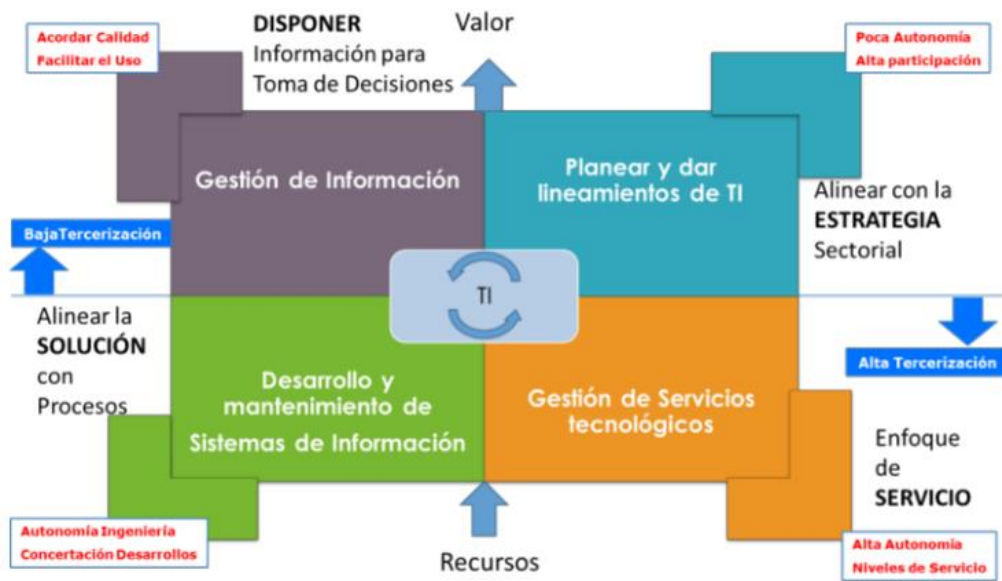 Acordar Calidad
Facilitar el Uso
DISPONER
Información para
Toma de Decisiones
Valor
Poca Autonomía
Alta participación
Gestión de Información
Planear y dar
lineamientos de TI
Alinear con la
ESTRATEGIA
Sectorial
BajaTercerización
TI
Alinear la
SOLUCIÓN
con
Procesos
Alta Tercerización
Desarrollo y
mantenimiento de
Sistemas de Información
Gestión de Servicios
tecnológicos
Enfoque
de
SERVICIO
Autonomía Ingeniería
Concertación Desarrollos
Recursos
Alta Autonomía
Niveles de Servicio